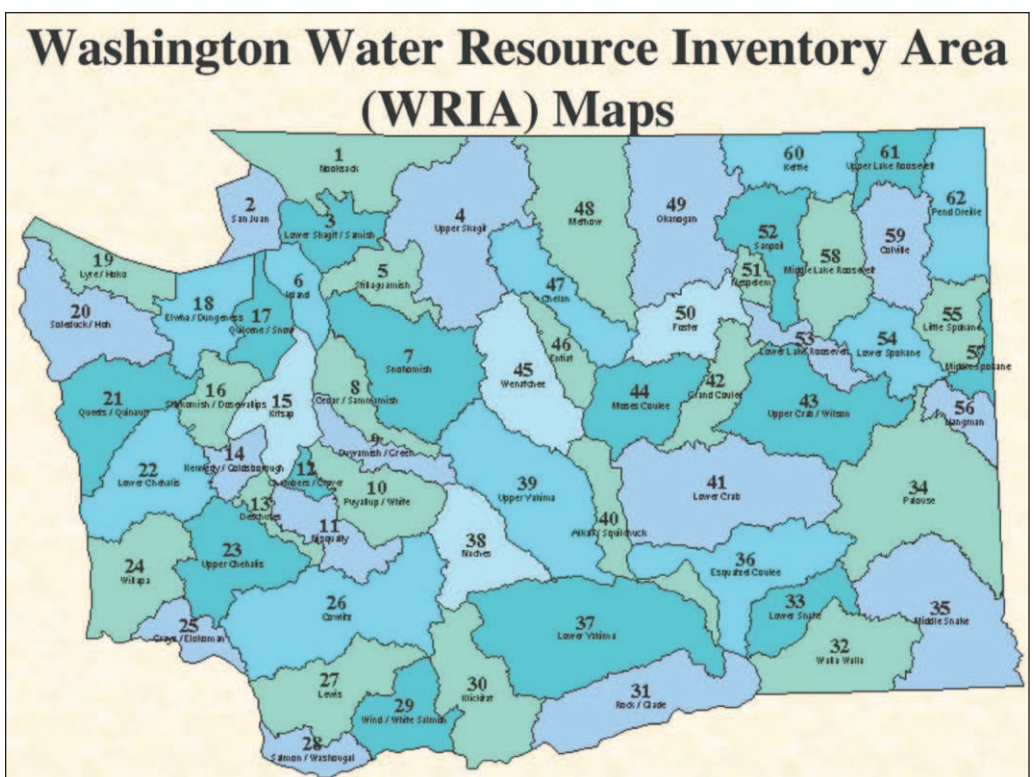 Washington Water Resource Inventory Area
(WRIA) Maps
1
Nooksack
2
San Juan
3
Lower Skagit / Samish
4
Upper Skagit
5
Stillaguamish
6
Island
7
Snohomish
8
Cedar / Sammamish
9
Duwamish / Green
10
Puyallup / White
11
Nisqually
12
Chambers / Clover
13
Deschutes
14
Kennedy / Goldsborough
15
Kitsap
16
Skokomish / Dosewallips
17
Quilcene / Snow
18
Elwha / Dungeness
19
Lyre / Hoko
20
Soleduck / Hoh
21
Queets / Quinault
22
Lower Chehalis
23
Upper Chehalis
24
Willapa
25
Grays / Elokoman
26
Cowlitz
27
Lewis
28
Salmon / Washougal
29
Wind / White Salmon
30
Klickitat
31
Rock / Glade
32
Walla Walla
33
Lower Snake
34
Palouse
35
Middle Snake
36
Esquatzel Coulee
37
Lower Yakima
38
Naches
39
Upper Yakima
40
Alkali / Squilchuck
41
Lower Crab
42
Grand Coulee
43
Upper Crab / Wilson
44
Moses Coulee
45
Wenatchee
46
Entiat
47
Chelan
48
Methow
49
Okanogan
50
Foster
51
Nespelem
52
Sanpoil
53
Lower Lake Roosevelt
54
Lower Spokane
55
Little Spokane
56
Hangman
57
Middle Spokane
58
Middle Lake Roosevelt
59
Colville
60
Kettle
61
Upper Lake Roosevelt
62
Pend Oreille